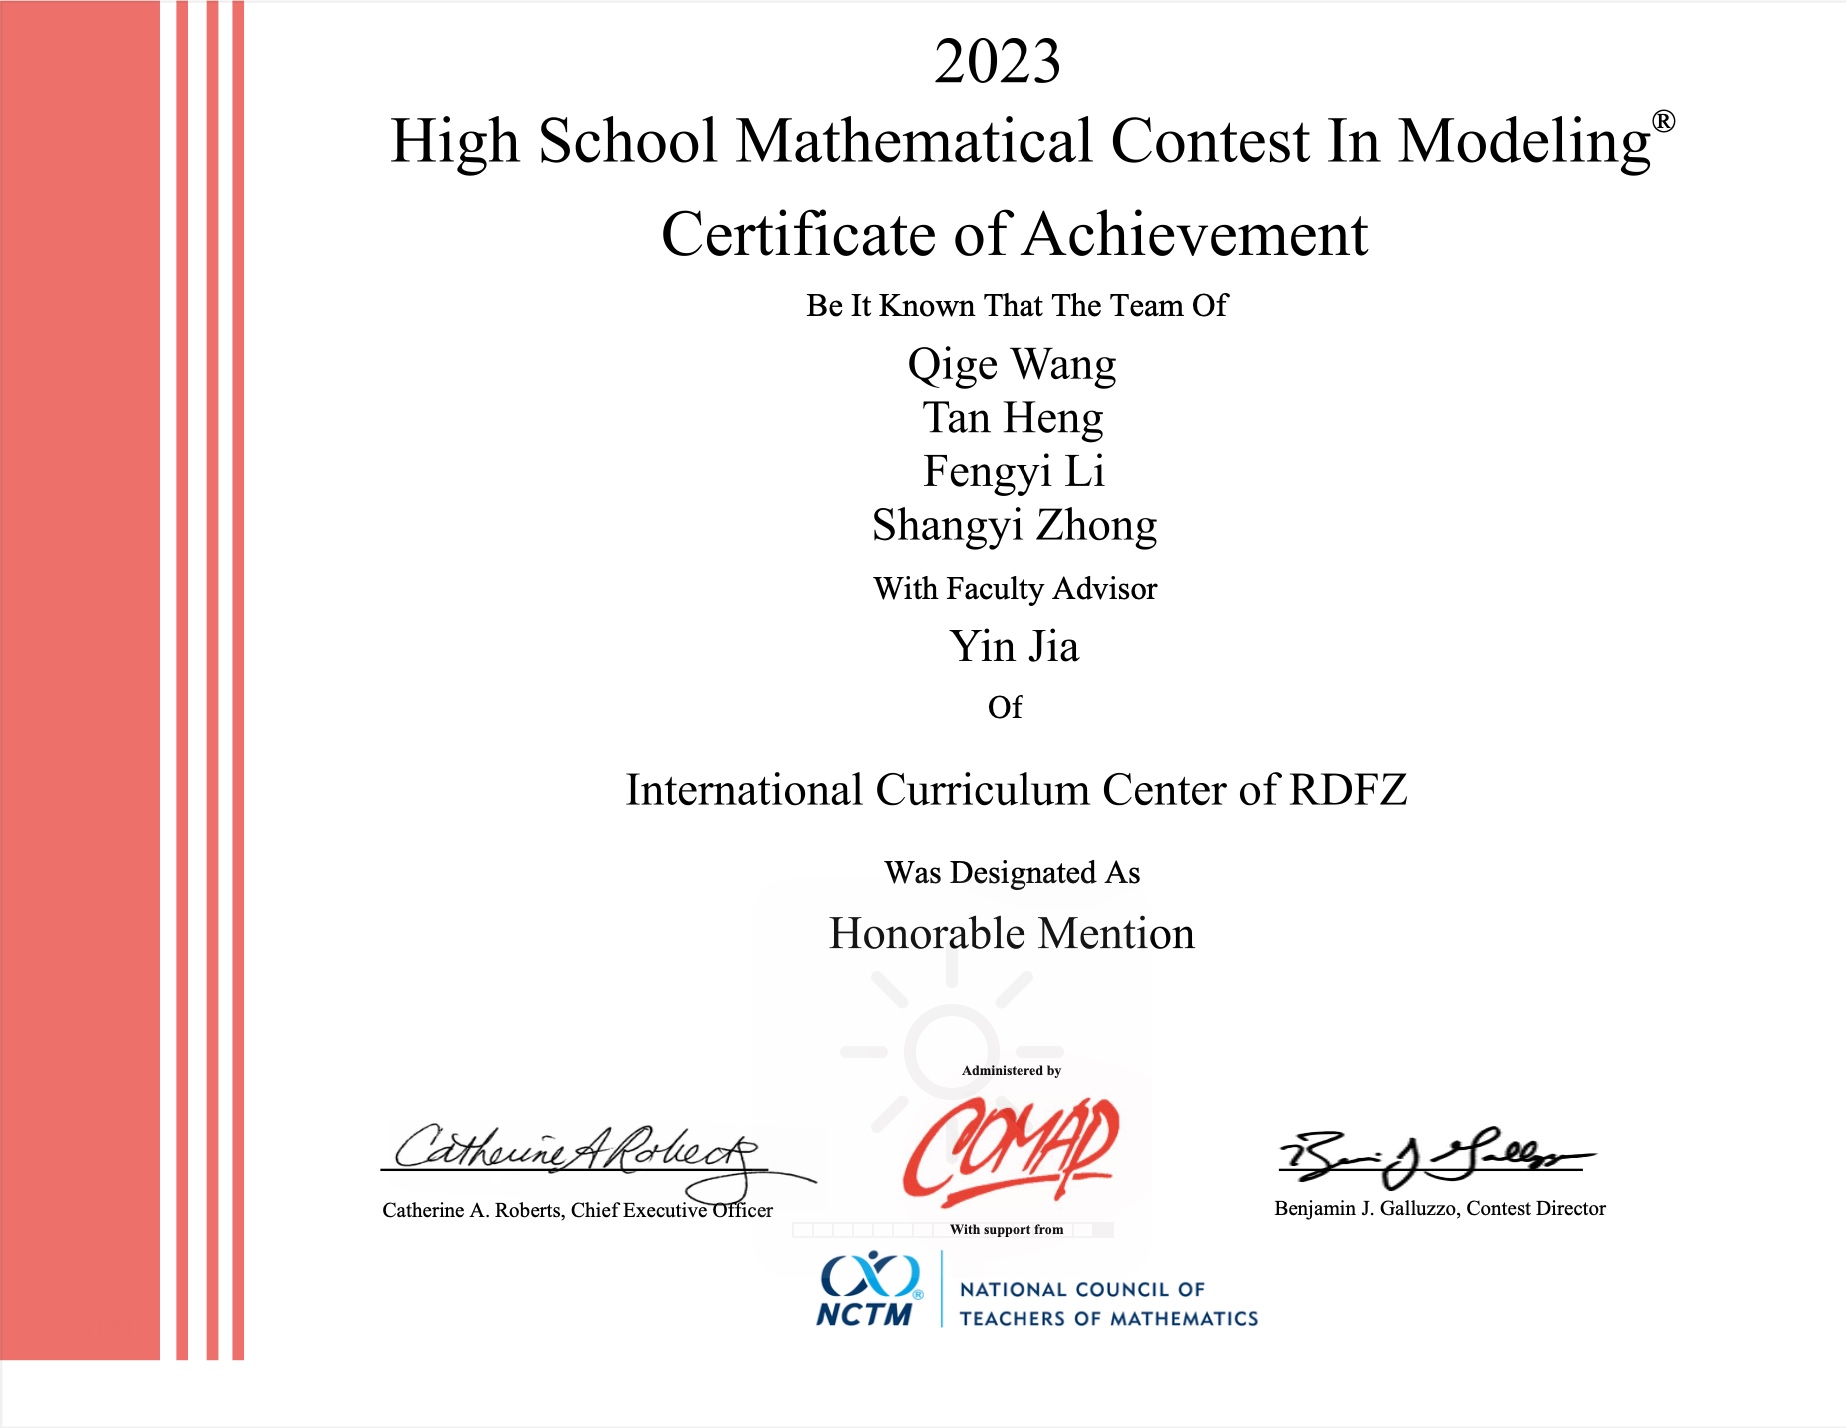 2023
High School Mathematical Contest In Modeling®
Certificate of Achievement
Be It Known That The Team Of
Qige Wang
Tan Heng
Fengyi Li
Shangyi Zhong
With Faculty Advisor
Yin Jia
Of
International Curriculum Center of RDFZ
Was Designated As
Honorable Mention
Administered by
COMAP
Catherine A Roberts
Catherine A. Roberts, Chief Executive Officer
Benjamin J. Galluzzo, Contest Director
With support from
NCTM®
NATIONAL COUNCIL OF
TEACHERS OF MATHEMATICS